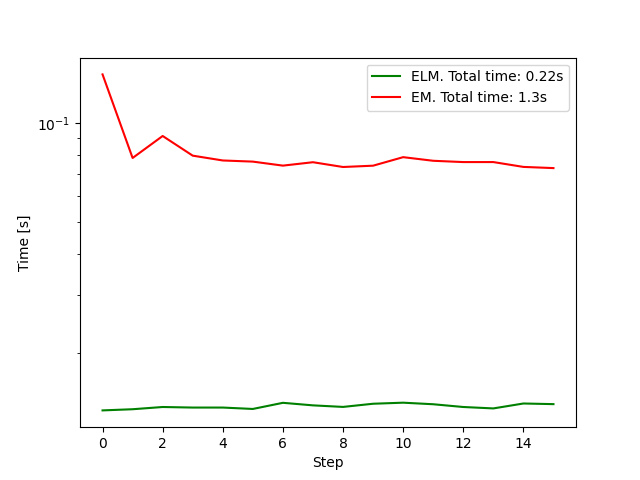 ELM. Total time: 0.22s
EM. Total time: 1.3s
10⁻¹
Time [s]
0 2 4 6 8 10 12 14
Step